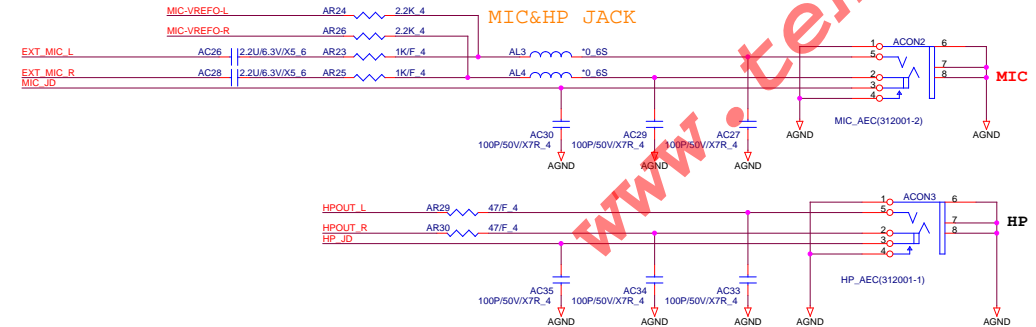 MIC-VREFO-L AR24 2.2K_4 MIC&HP JACK
MIC-VREFO-R AR26 2.2K_4
EXT_MIC_L AC26 2.2U/6.3V/X5_6 AR23 1K/F_4 AL3 *0_6S 1 5 ACON2 6
EXT_MIC_R AC28 2.2U/6.3V/X5_6 AR25 1K/F_4 AL4 *0_6S 2 7 8 MIC
MIC_JD 3 4
AC30 AC29 AC27 AGND MIC_AEC(312001-2) AGND
100P/50V/X7R_4 100P/50V/X7R_4 100P/50V/X7R_4
AGND AGND AGND
www.te
HPOUT_L AR29 47/F_4 1 5 ACON3 6
HPOUT_R AR30 47/F_4 2 7 8 HP
HP_JD 3 4
AC35 AC34 AC33 HP_AEC(312001-1)
100P/50V/X7R_4 100P/50V/X7R_4 100P/50V/X7R_4
AGND AGND AGND AGND AGND